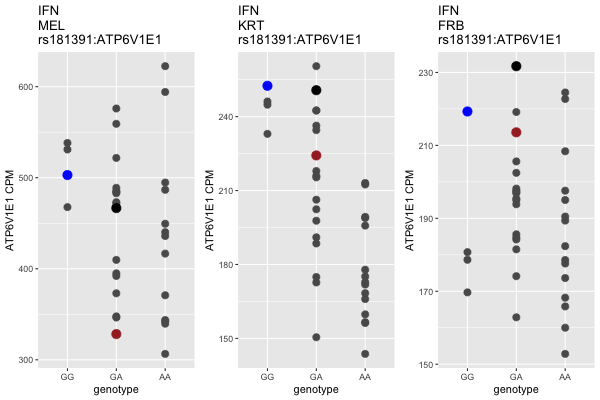 IFN
MEL
rs181391:ATP6V1E1
600
500
400
300
ATP6V1E1 CPM
GG GA AA
genotype
IFN
KRT
rs181391:ATP6V1E1
240
210
180
150
ATP6V1E1 CPM
GG GA AA
genotype
IFN
FRB
rs181391:ATP6V1E1
230
210
190
170
150
ATP6V1E1 CPM
GG GA AA
genotype